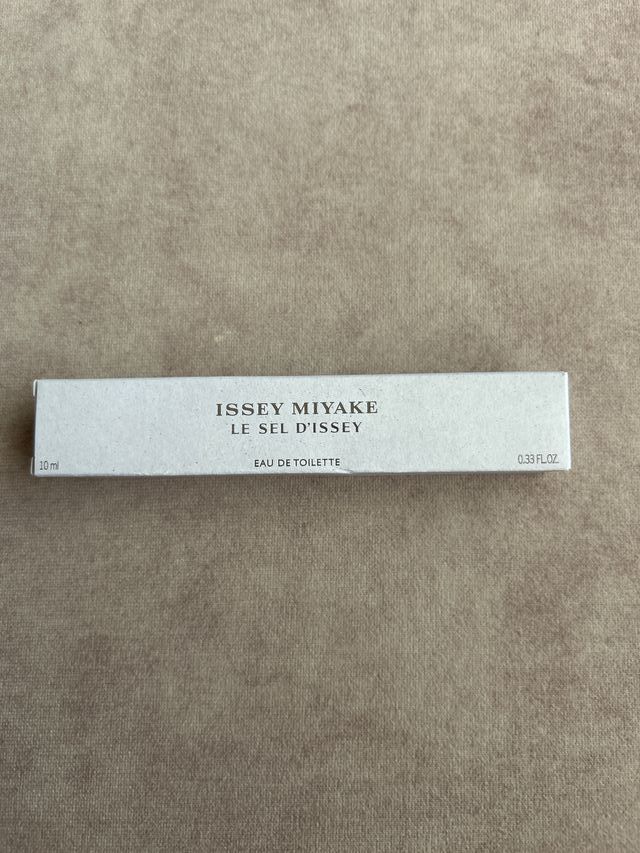 ISSEY MIYAKE
LE SEL D'ISSEY
10 ml
EAU DE TOILETTE
0.33 FL.OZ.